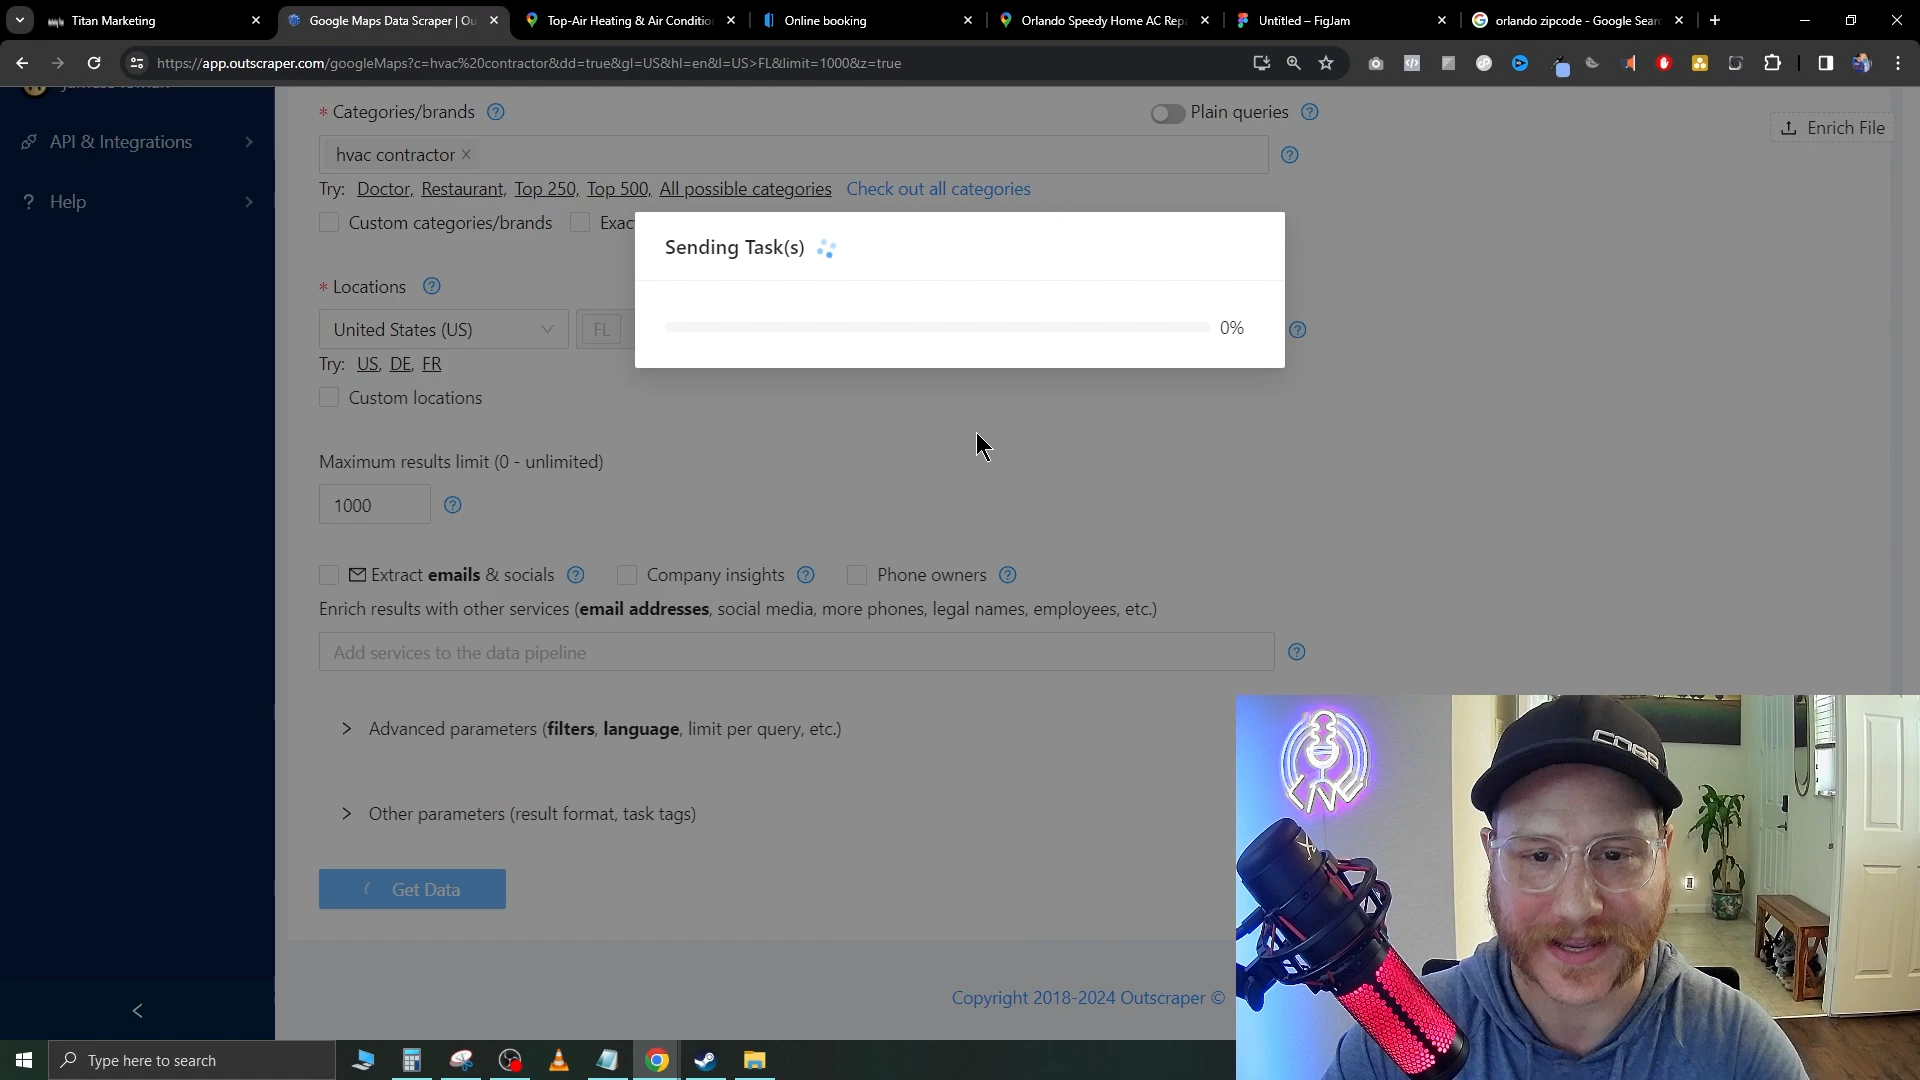 Titan Marketing
Google Maps Data Scraper | Ou
Top-Air Heating & Air Conditio
Online booking
Orlando Speedy Home AC Rep
Untitled – FigJam
orlando zipcode - Google Sear
https://app.outscraper.com/googleMaps?c=hvac%20contractor&dd=true&gl=US&hl=en&l=US>FL&limit=1000&z=true
* Categories/brands
Plain queries
Enrich File
API & Integrations
hvac contractor
Try: Doctor, Restaurant, Top 250, Top 500, All possible categories Check out all categories
Help
Custom categories/brands
Exac
Sending Task(s)
* Locations
0%
United States (US)
FL
Try: US, DE, FR
Custom locations
Maximum results limit (0 - unlimited)
1000
Extract emails & socials
Company insights
Phone owners
Enrich results with other services (email addresses, social media, more phones, legal names, employees, etc.)
Add services to the data pipeline
Advanced parameters (filters, language, limit per query, etc.)
COBR
Other parameters (result format, task tags)
Get Data
Copyright 2018-2024 Outscraper ©
Type here to search